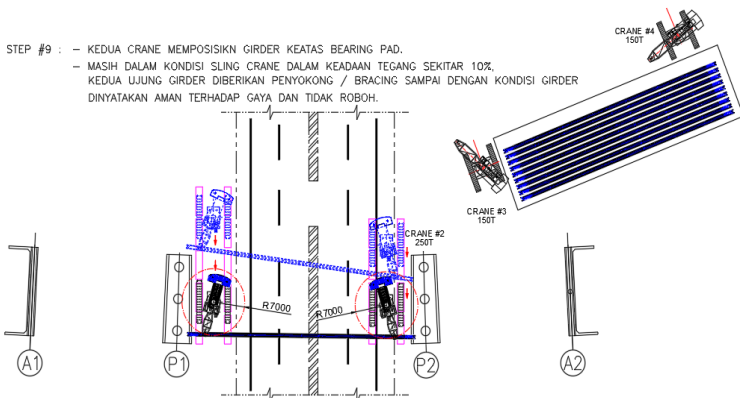 CRANE #4
150T
STEP #9 : – KEDUA CRANE MEMPOSISIKN GIRDER KEATAS BEARING PAD.
– MASIH DALAM KONDISI SLING CRANE DALAM KEADAAN TEGANG SEKITAR 10%,
KEDUA UJUNG GIRDER DIBERIKAN PENYOKONG / BRACING SAMPAI DENGAN KONDISI GIRDER
DINYATAKAN AMAN TERHADAP GAYA DAN TIDAK ROBOH.
CRANE #3
150T
CRANE #2
250T
R7000
R7000
A1
P1
P2
A2